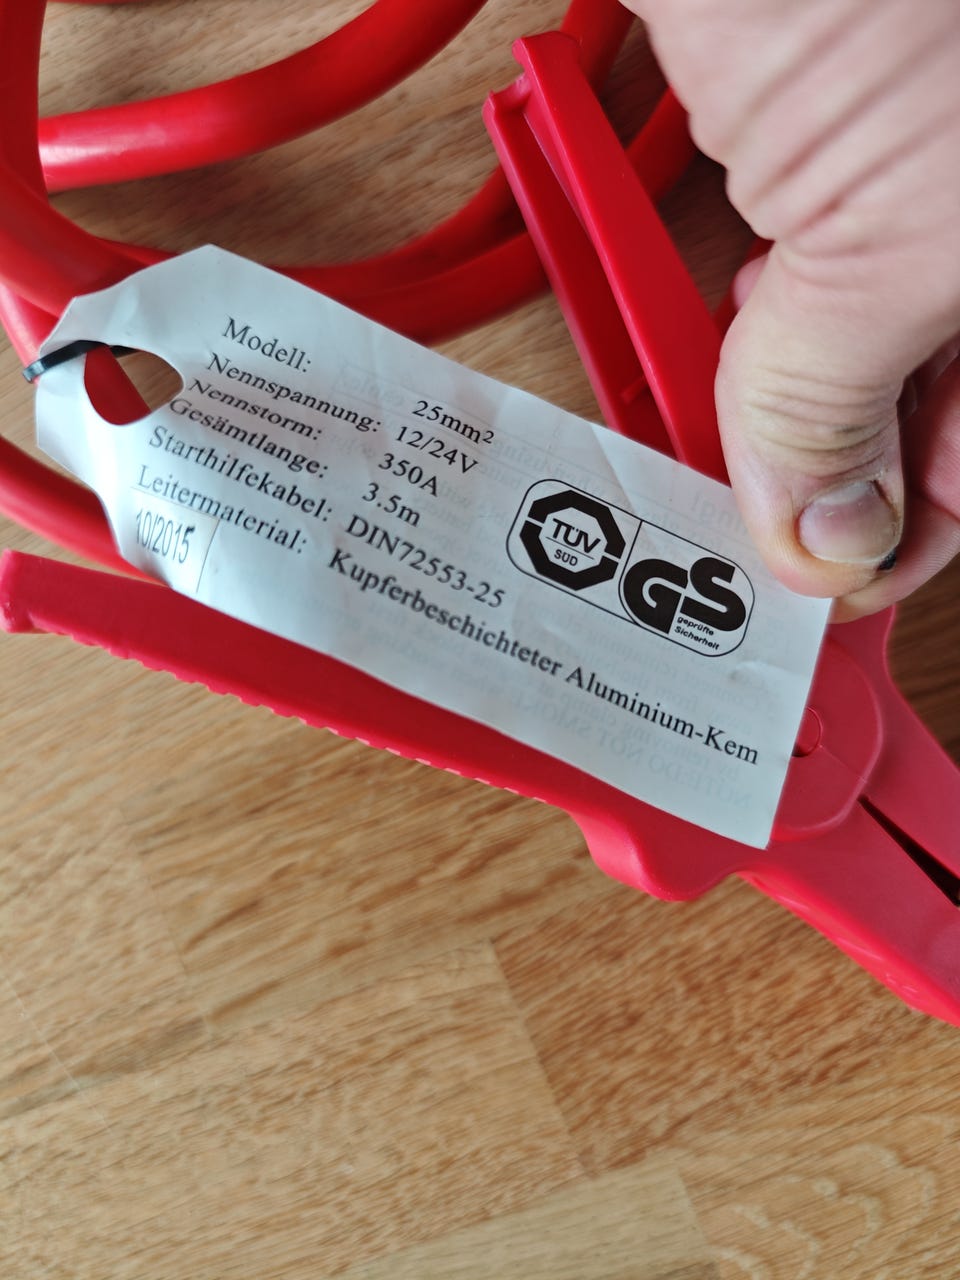 Modell: 25mm²
Nennspannung: 12/24V
Nennstorm: 350A
Gesämtlange: 3.5m
Starthilfekabel: DIN72553-25
Leitermaterial: Kupferbeschichteter Aluminium-Kem
10/2015
TÜV
SÜD
GS
geprüfte
Sicherheit